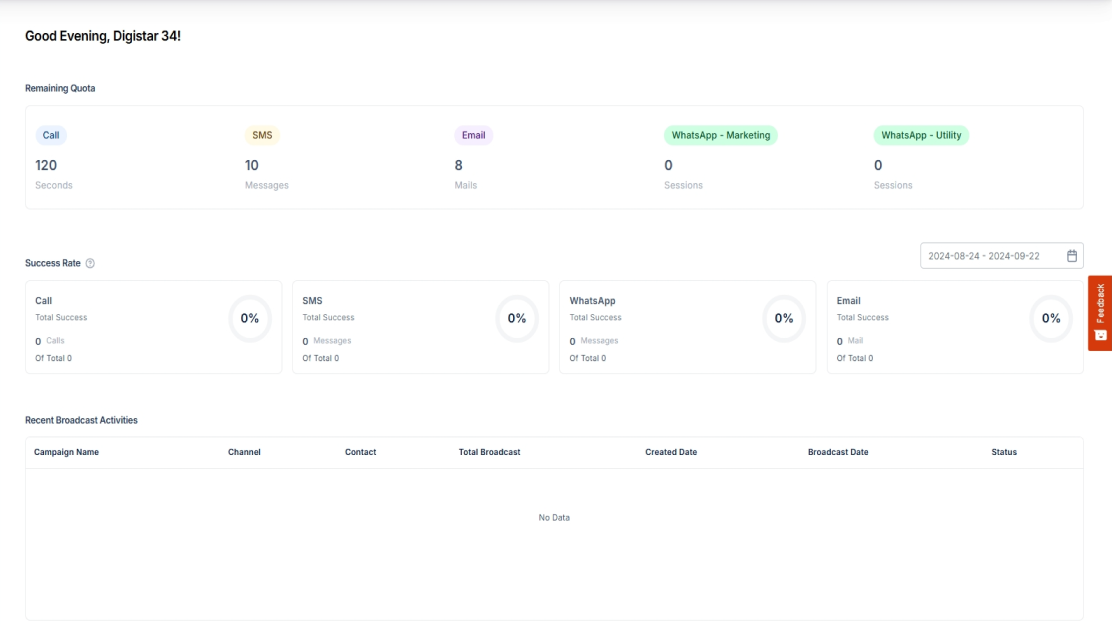 Good Evening, Digistar 34!
Remaining Quota
Call SMS Email WhatsApp - Marketing WhatsApp - Utility
120 10 8 0 0
Seconds Messages Mails Sessions Sessions
Success Rate
2024-08-24 - 2024-09-22
Call
Total Success
0 Calls
Of Total 0
0%
SMS
Total Success
0 Messages
Of Total 0
0%
WhatsApp
Total Success
0 Messages
Of Total 0
0%
Email
Total Success
0 Mail
Of Total 0
0%
Feedback
Recent Broadcast Activities
Campaign Name Channel Contact Total Broadcast Created Date Broadcast Date Status
No Data